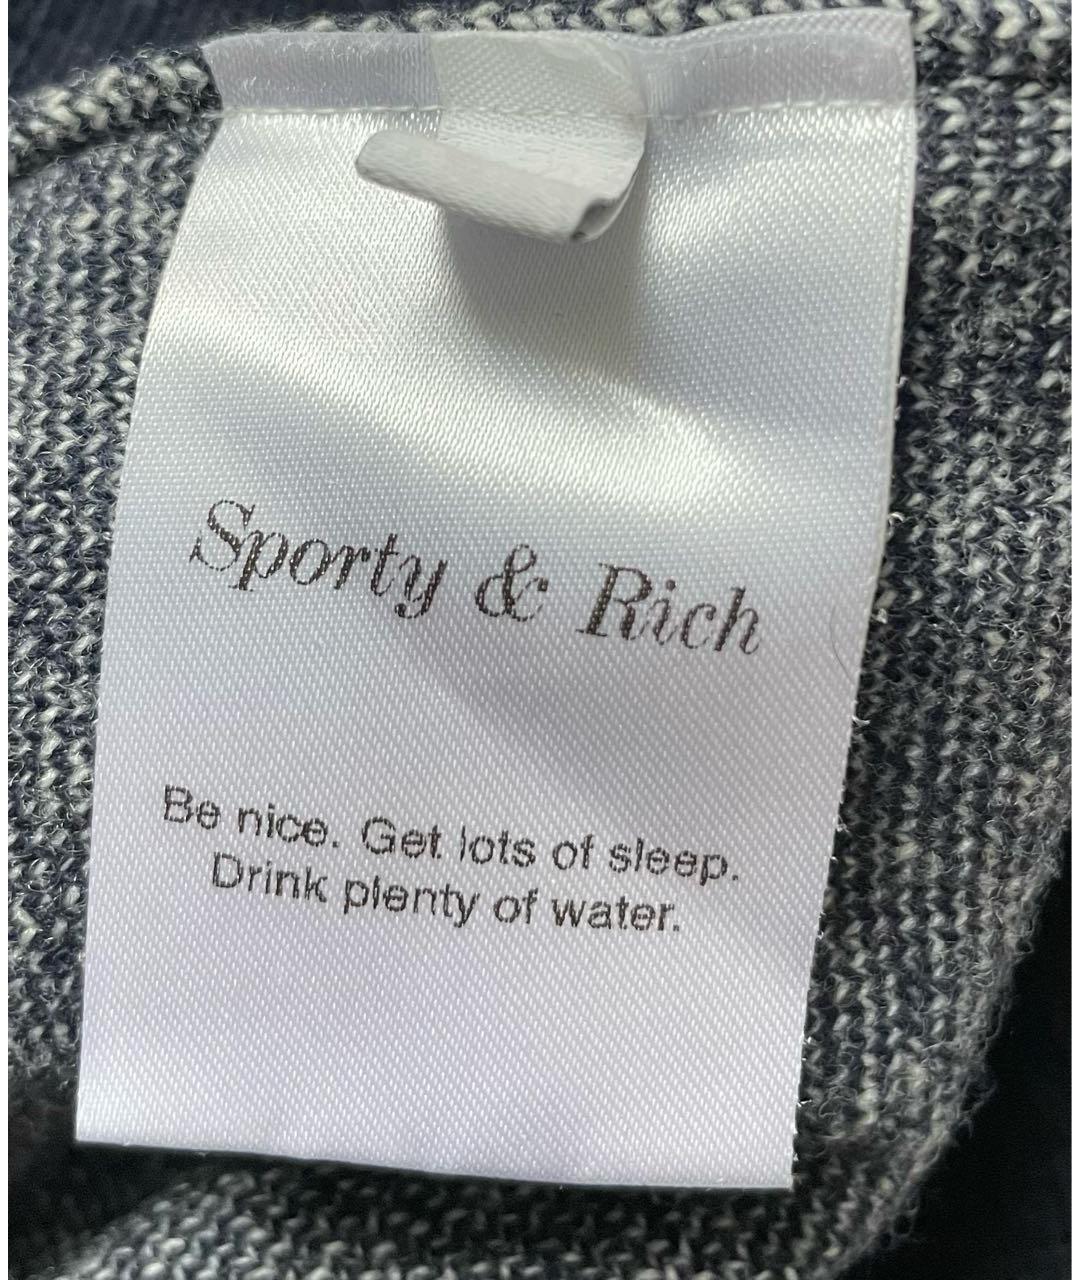 Sporty & Rich
Be nice. Get lots of sleep.
Drink plenty of water.